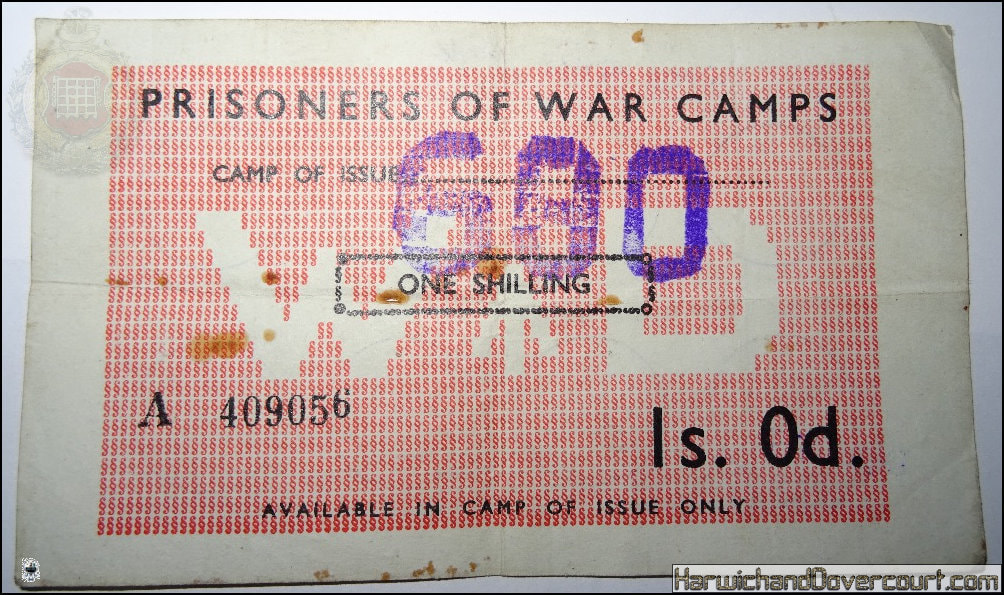 PRISONERS OF WAR CAMPS
CAMP OF ISSUE
W D
ONE SHILLING
A 409056
1s. 0d.
AVAILABLE IN CAMP OF ISSUE ONLY
HarwichandDovercourt.com